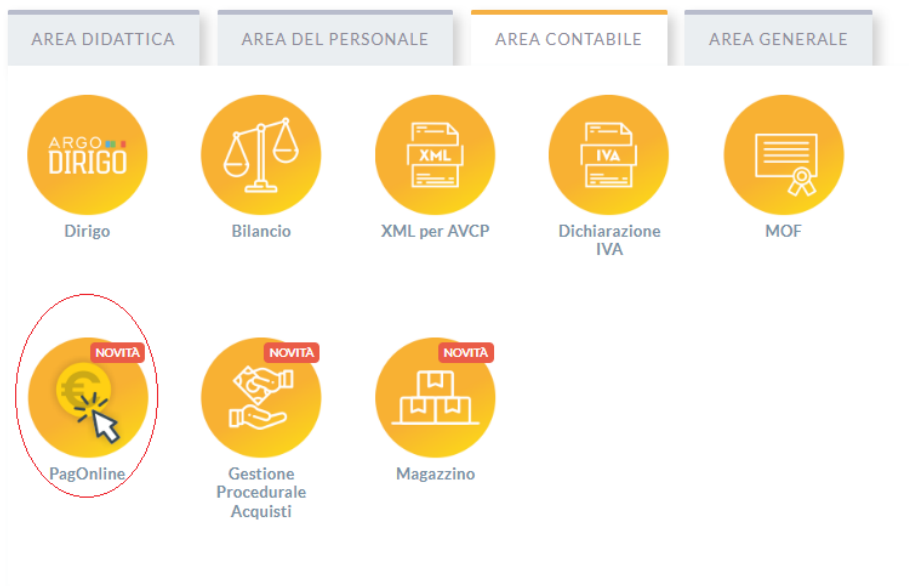 AREA DIDATTICA
AREA DEL PERSONALE
AREA CONTABILE
AREA GENERALE
ARGO
DIRIGO
XML
IVA
Dirigo
Bilancio
XML per AVCP
Dichiarazione
IVA
MOF
NOVITÀ
NOVITÀ
NOVITÀ
€
PagOnline
Gestione
Procedurale
Acquisti
Magazzino